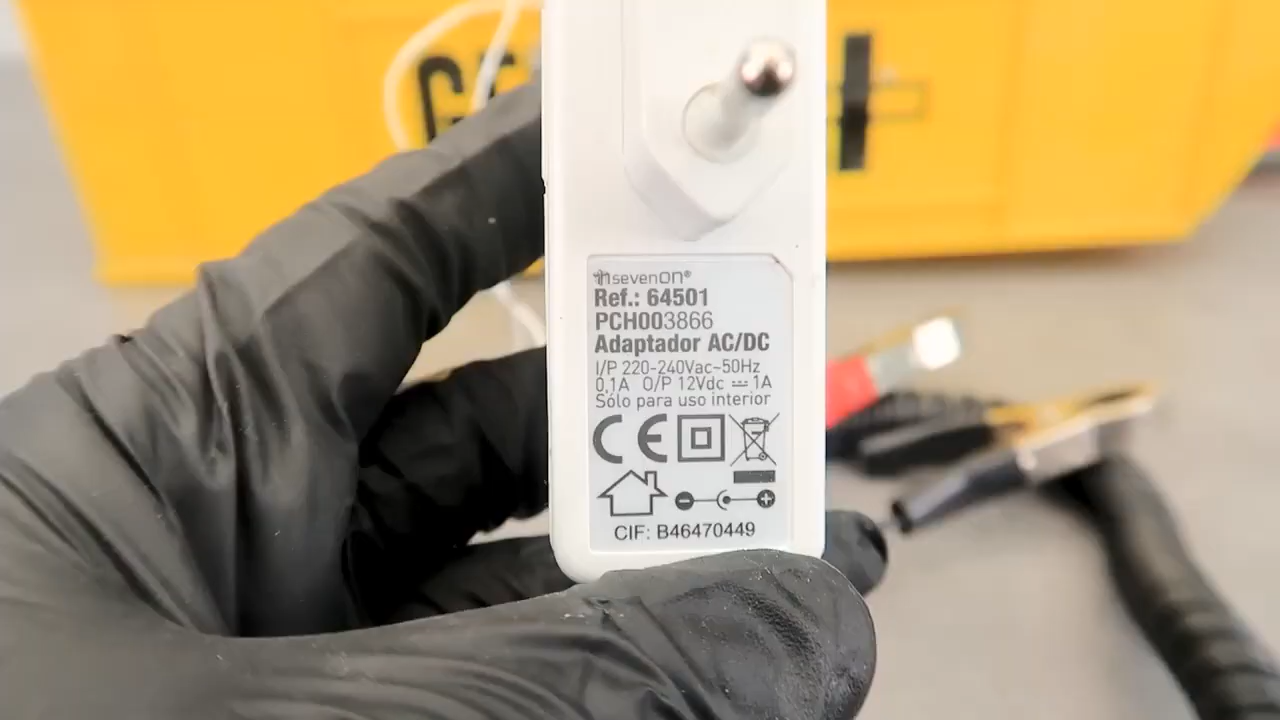 insevenON®
Ref.: 64501
PCH003866
Adaptador AC/DC
I/P 220-240Vac~50Hz
0,1A O/P 12Vdc ⎓ 1A
Sólo para uso interior
CE
CIF: B46470449